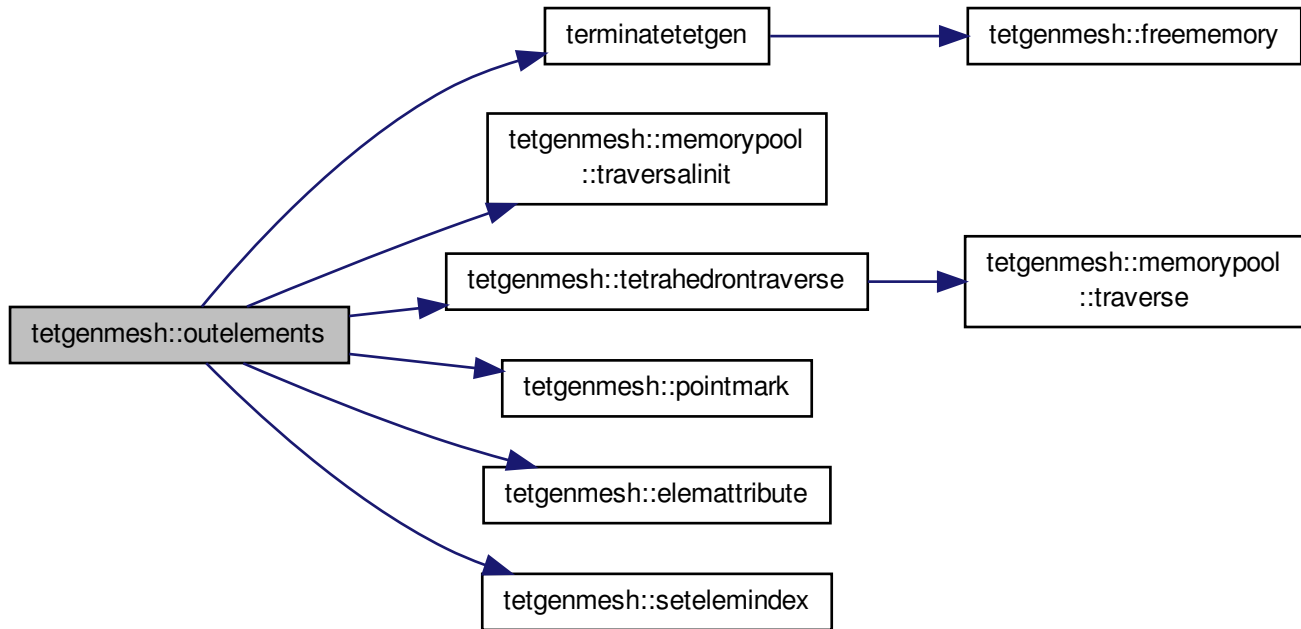 terminatetetgen
tetgenmesh::freememory
tetgenmesh::memorypool
::traversalinit
tetgenmesh::tetrahedrontraverse
tetgenmesh::memorypool
::traverse
tetgenmesh::outelements
tetgenmesh::pointmark
tetgenmesh::elemattribute
tetgenmesh::setelemindex